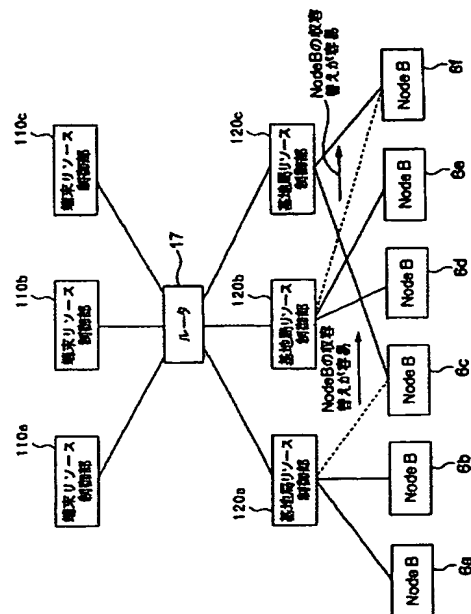 110a
端末リソース
制御部
110b
端末リソース
制御部
110c
端末リソース
制御部
17
ルータ
120a
基地局リソース
制御部
120b
基地局リソース
制御部
120c
基地局リソース
制御部
NodeBの収容
替えが容易
NodeBの収容
替えが容易
Node B
6a
Node B
6b
Node B
6c
Node B
6d
Node B
6e
Node B
6f